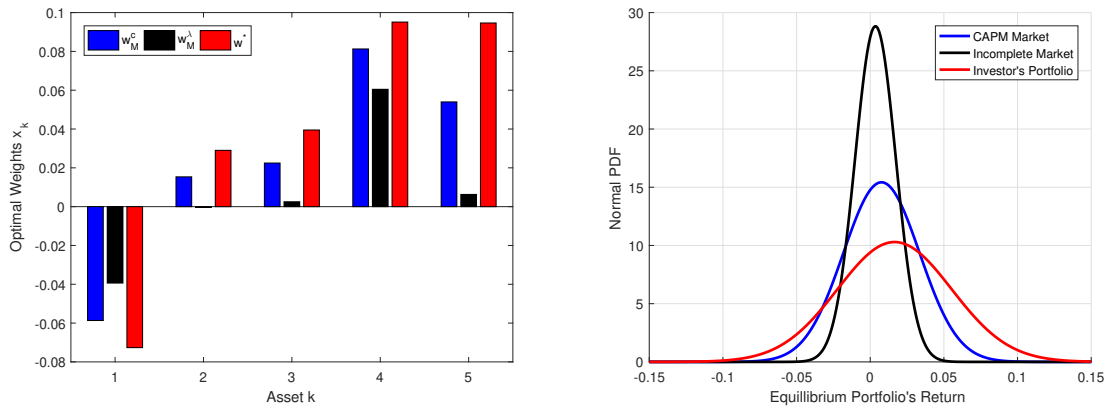 0.1
0.08
0.06
0.04
0.02
0
-0.02
-0.04
-0.06
-0.08
Optimal Weights x_k
w_M^c w_M^λ w^*
1 2 3 4 5
Asset k
30
25
20
15
10
5
0
Normal PDF
CAPM Market
Incomplete Market
Investor's Portfolio
-0.15 -0.1 -0.05 0 0.05 0.1 0.15
Equillibrium Portfolio's Return